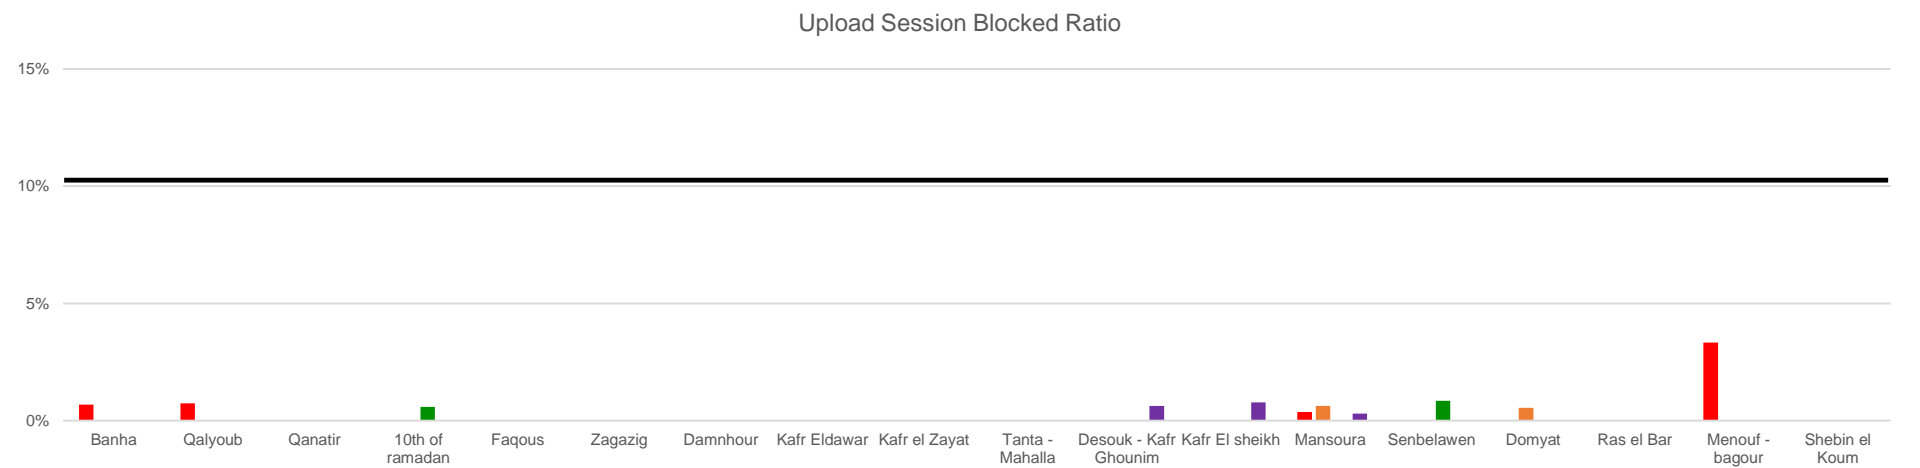 Upload Session Blocked Ratio
15%
10%
5%
0%
Banha
Qalyoub
Qanatir
10th of
ramadan
Faqous
Zagazig
Damnhour
Kafr Eldawar
Kafr el Zayat
Tanta -
Mahalla
Desouk - Kafr
Ghounim
Kafr El sheikh
Mansoura
Senbelawen
Domyat
Ras el Bar
Menouf -
bagour
Shebin el
Koum